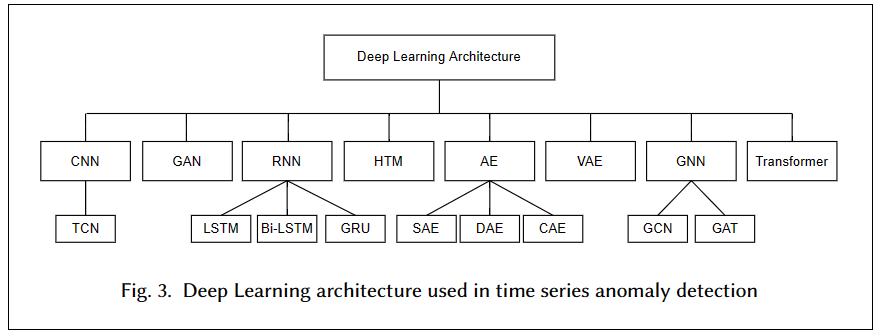 Deep Learning Architecture
CNN GAN RNN HTM AE VAE GNN Transformer
TCN LSTM Bi-LSTM GRU SAE DAE CAE GCN GAT
Fig. 3. Deep Learning architecture used in time series anomaly detection